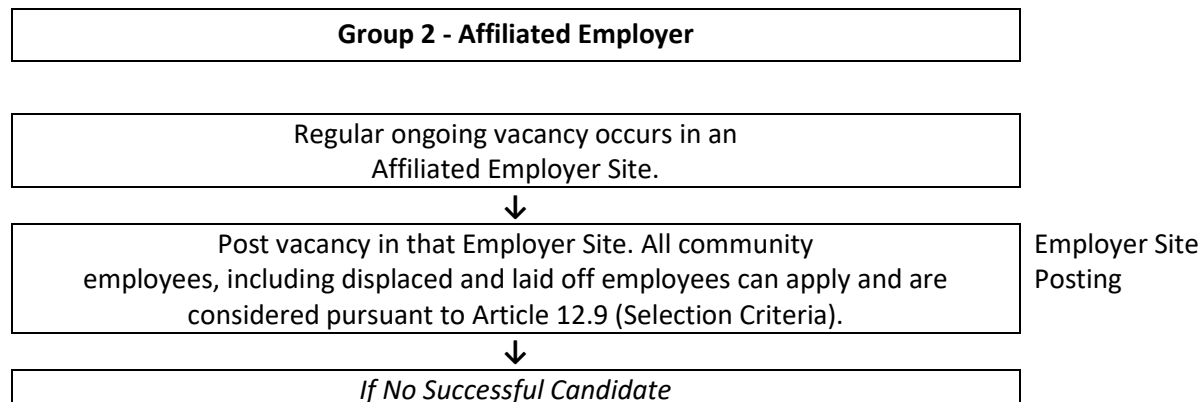 Group 2 - Affiliated Employer
Regular ongoing vacancy occurs in an
Affiliated Employer Site.
↓
Post vacancy in that Employer Site. All community
employees, including displaced and laid off employees can apply and are
considered pursuant to Article 12.9 (Selection Criteria).
Employer Site
Posting
↓
If No Successful Candidate